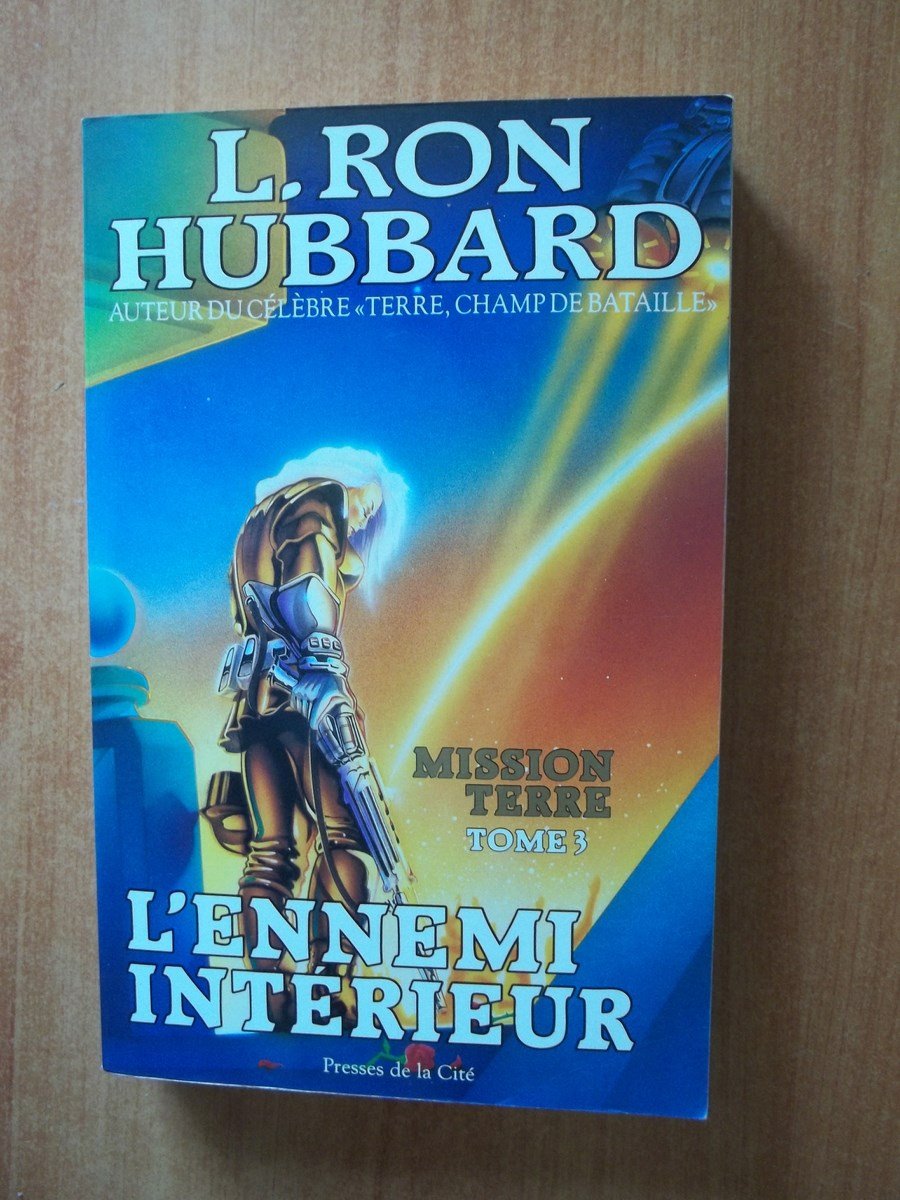 L. RON
HUBBARD
AUTEUR DU CÉLÈBRE «TERRE, CHAMP DE BATAILLE»
MISSION
TERRE
TOME 3
L'ENNEMI
INTÉRIEUR
Presses de la Cité